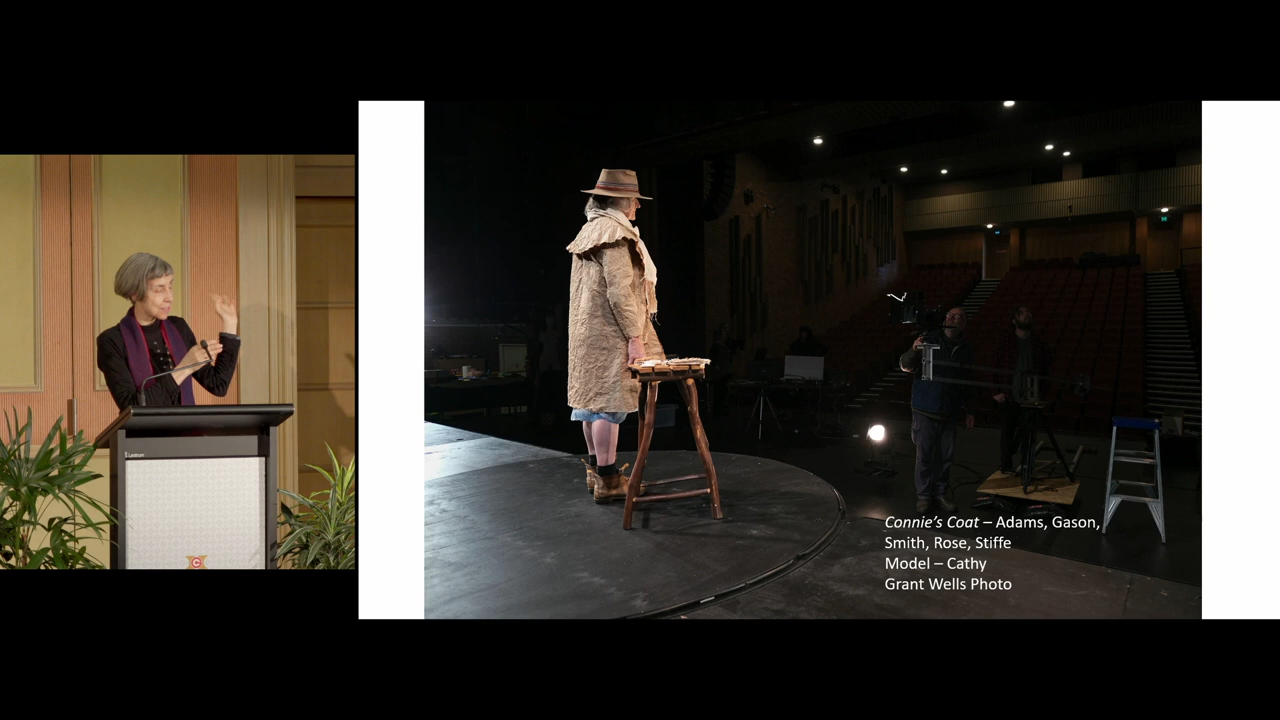 Connie's Coat – Adams, Gason,
Smith, Rose, Stiffe
Model – Cathy
Grant Wells Photo